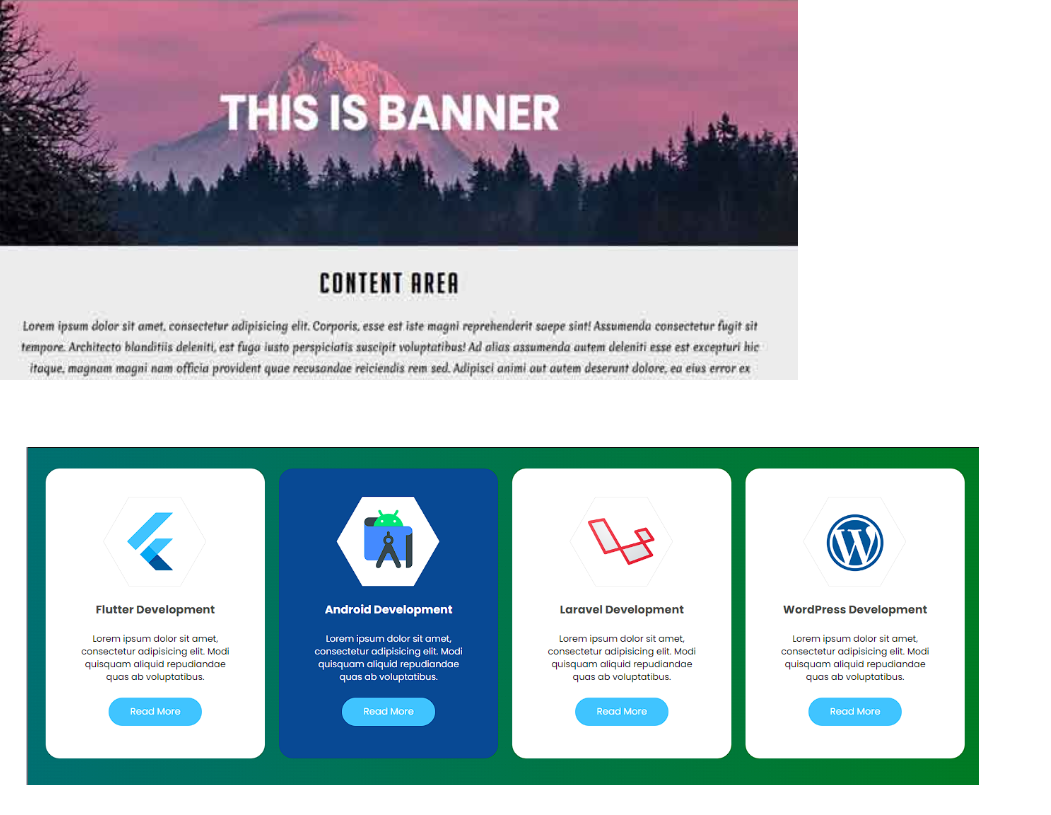 THIS IS BANNER
CONTENT AREA
Lorem ipsum dolor sit amet, consectetur adipisicing elit. Corporis, esse est iste magni reprehenderit saepe sint! Assumenda consectetur fugit sit
tempore. Architecto blanditiis deleniti, est fuga iusto perspiciatis suscipit voluptatibus! Ad alias assumenda autem deleniti esse est excepturi hic
itaque, magnam magni nam officia provident quae recusandae reiciendis rem sed. Adipisci animi aut autem deserunt dolore, ea eius error ex
Flutter Development
Lorem ipsum dolor sit amet,
consectetur adipisicing elit. Modi
quisquam aliquid repudiandae
quas ab voluptatibus.
Read More
Android Development
Lorem ipsum dolor sit amet,
consectetur adipisicing elit. Modi
quisquam aliquid repudiandae
quas ab voluptatibus.
Read More
Laravel Development
Lorem ipsum dolor sit amet,
consectetur adipisicing elit. Modi
quisquam aliquid repudiandae
quas ab voluptatibus.
Read More
WordPress Development
Lorem ipsum dolor sit amet,
consectetur adipisicing elit. Modi
quisquam aliquid repudiandae
quas ab voluptatibus.
Read More